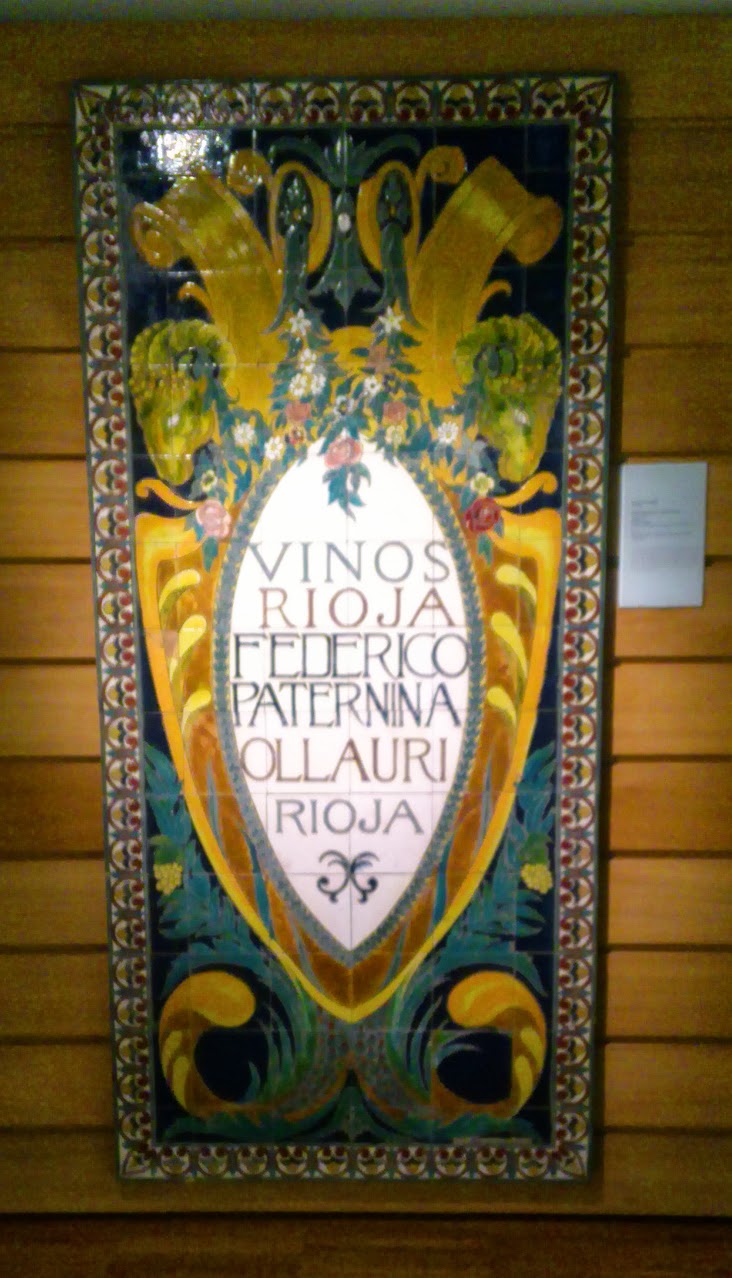 VINOS
RIOJA
FEDERICO
PATERNINA
OLLAURI
RIOJA